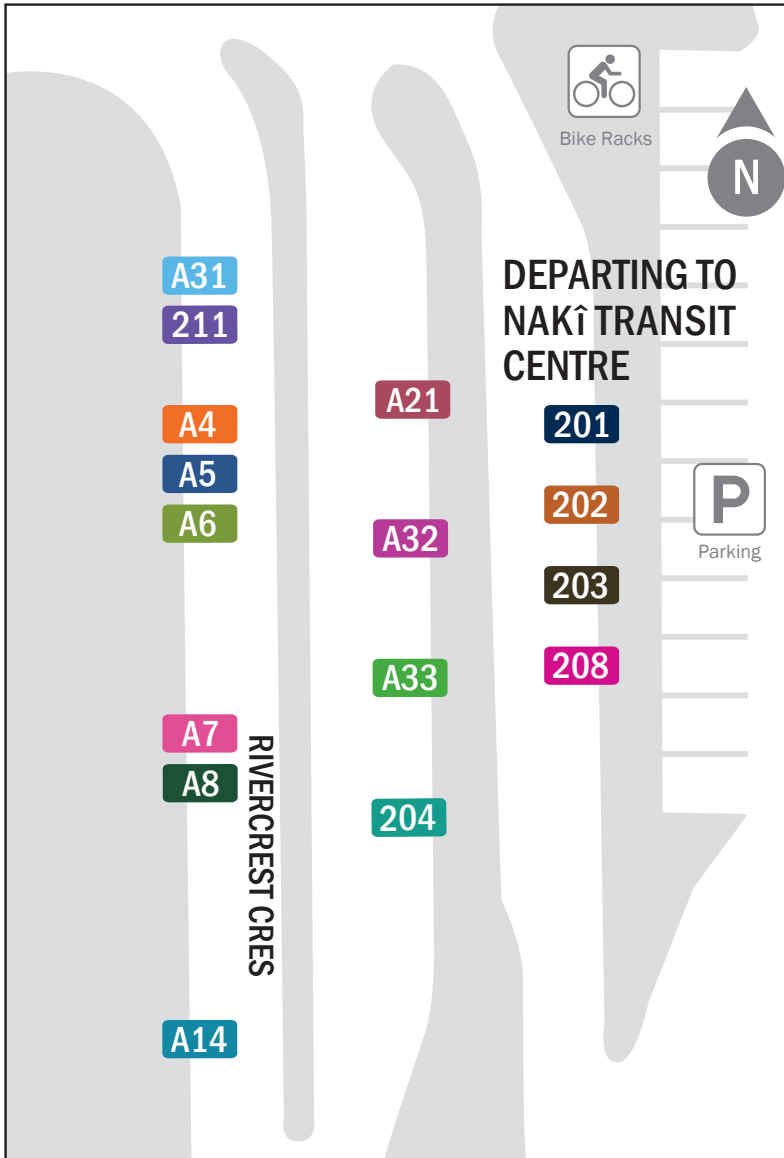 Bike Racks
N
DEPARTING TO
NAKî TRANSIT
CENTRE
A31
211
A4
A5
A6
A7
A8
A14
RIVERCREST CRES
A21
A32
A33
204
201
202
203
208
P
Parking